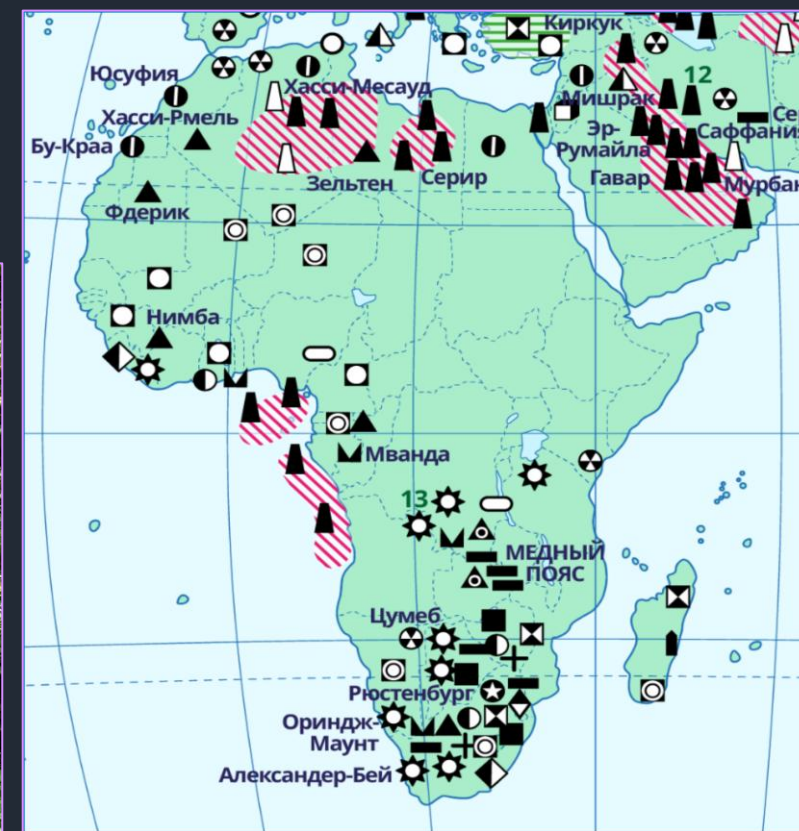 Киркук
12
Юсуфия
Хасси-Месауд
Мишрак
Хасси-Рмель
Се
Саффания
Бу-Краа
Эр-
Румайла
Зельтен
Серир
Гавар
Мурбан
Фдерик
Нимба
Мванда
13
МЕДНЫЙ
ПОЯС
Цумеб
Рюстенбург
Ориндж-
Маунт
Александер-Бей